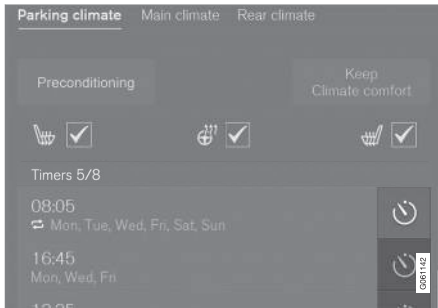 Parking climate Main climate Rear climate
Preconditioning
Keep
Climate comfort
Timers 5/8
08:05
Mon, Tue, Wed, Fri, Sat, Sun
16:45
Mon, Wed, Fri
G061142